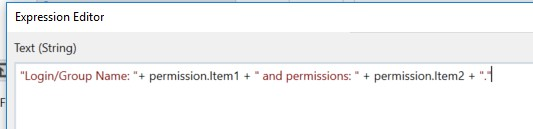 Expression Editor
Text (String)
"Login/Group Name: "+ permission.Item1 + " and permissions: " + permission.Item2 + "."
F